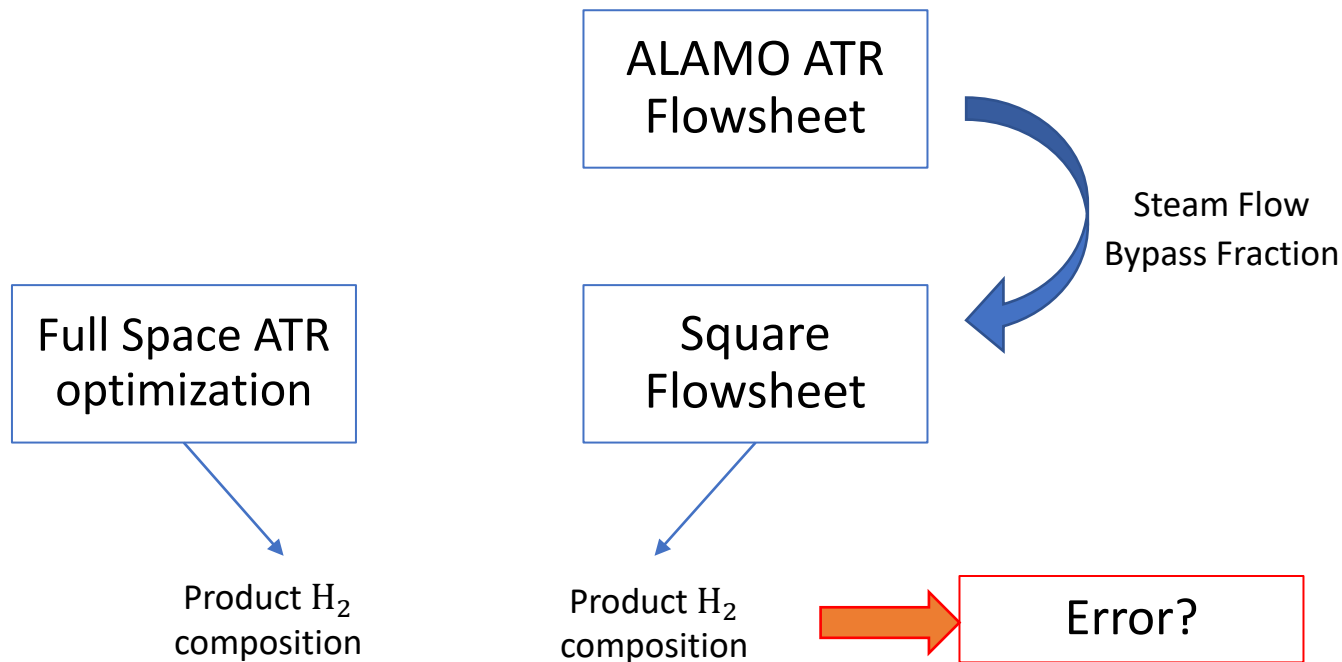 ALAMO ATR
Flowsheet
Steam Flow
Bypass Fraction
Full Space ATR
optimization
Square
Flowsheet
Product H₂
composition
Product H₂
composition
Error?